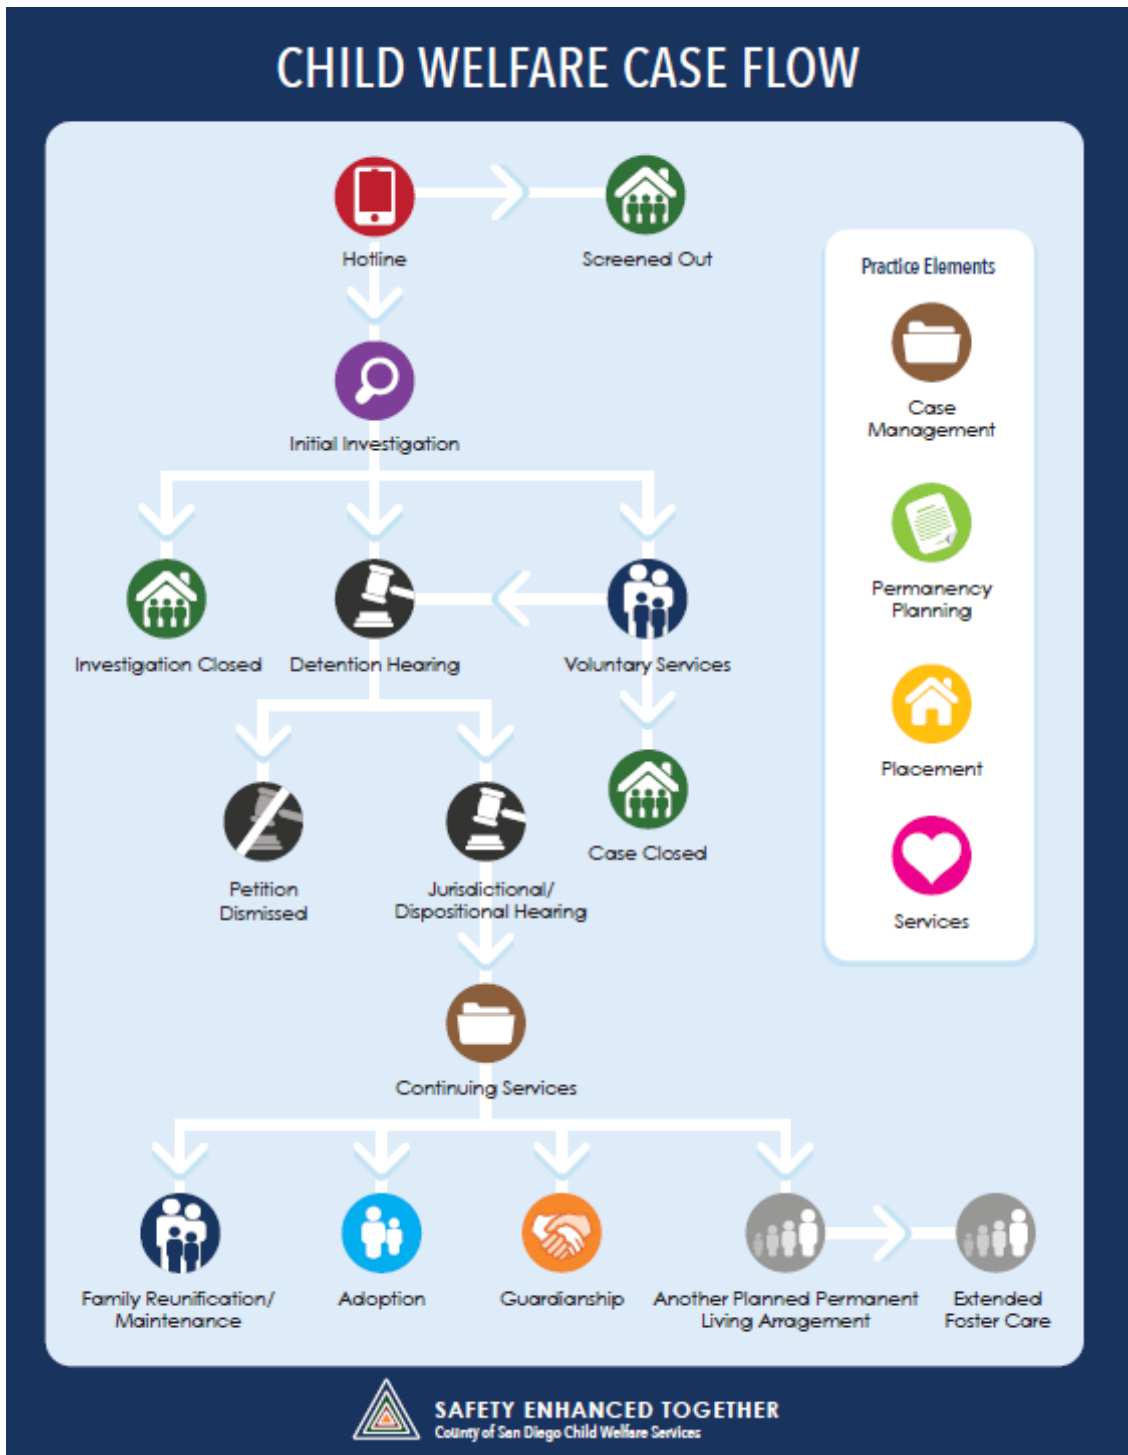 CHILD WELFARE CASE FLOW
Hotline
Screened Out
Initial Investigation
Investigation Closed
Detention Hearing
Voluntary Services
Petition
Dismissed
Jurisdictional/
Dispositional Hearing
Case Closed
Continuing Services
Family Reunification/
Maintenance
Adoption
Guardianship
Another Planned Permanent
Living Arragement
Extended
Foster Care
Practice Elements
Case
Management
Permanency
Planning
Placement
Services
SAFETY ENHANCED TOGETHER
County of San Diego Child Welfare Services